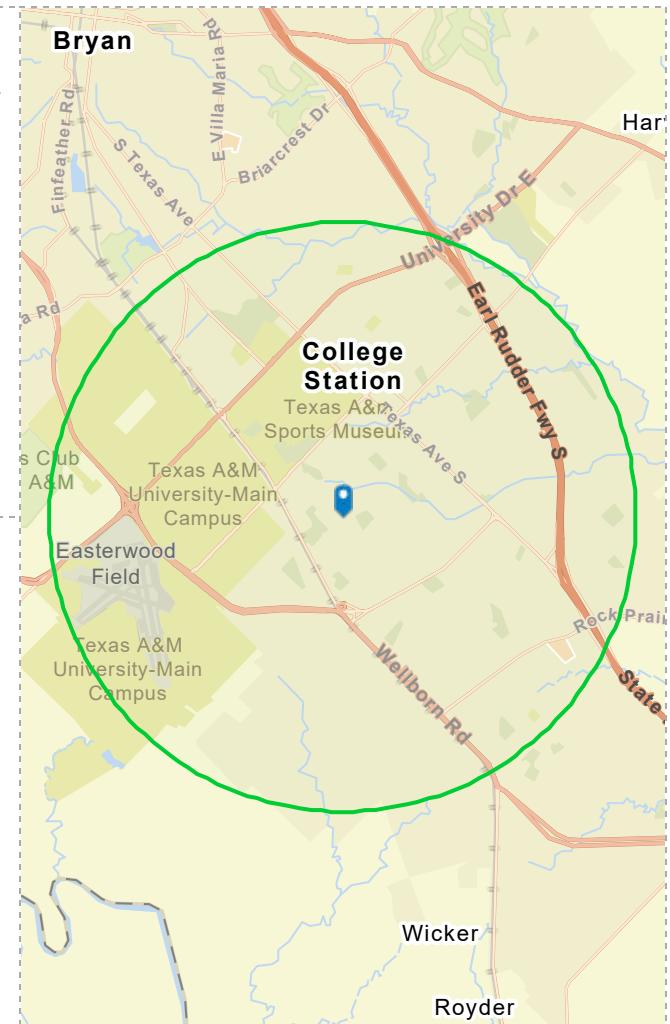 Bryan
E Villa Maria Rd
Finfeather Rd
S Texas Ave
Briarcrest Dr
Har
University Dr E
a Rd
Earl Rudder Fwy S
College
Station
Texas A&m
Sports Museum
Texas Ave S
s Club
A&M
Texas A&M
University-Main
Campus
Easterwood
Field
Rock Prai
Texas A&M
University-Main
Campus
Wellborn Rd
State
Wicker
Royder